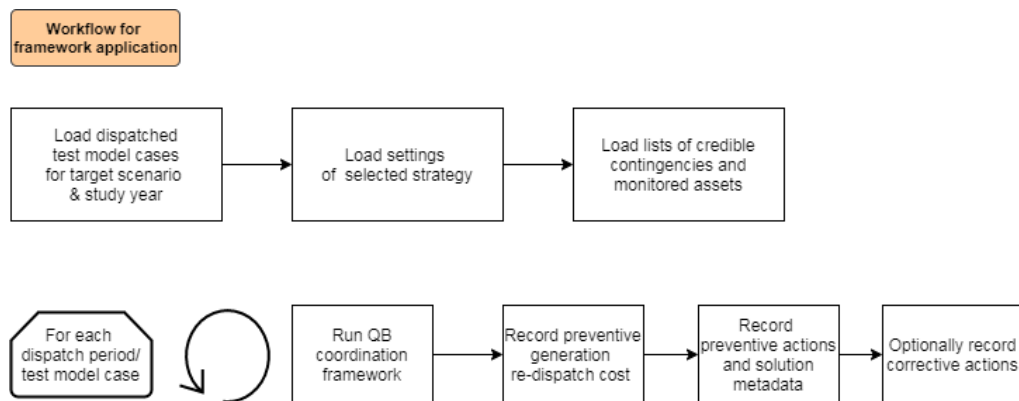 Workflow for
framework application
Load dispatched
test model cases
for target scenario
& study year
Load settings
of selected strategy
Load lists of credible
contingencies and
monitored assets
For each
dispatch period/
test model case
Run QB
coordination
framework
Record preventive
generation
re-dispatch cost
Record
preventive actions
and solution
metadata
Optionally record
corrective actions